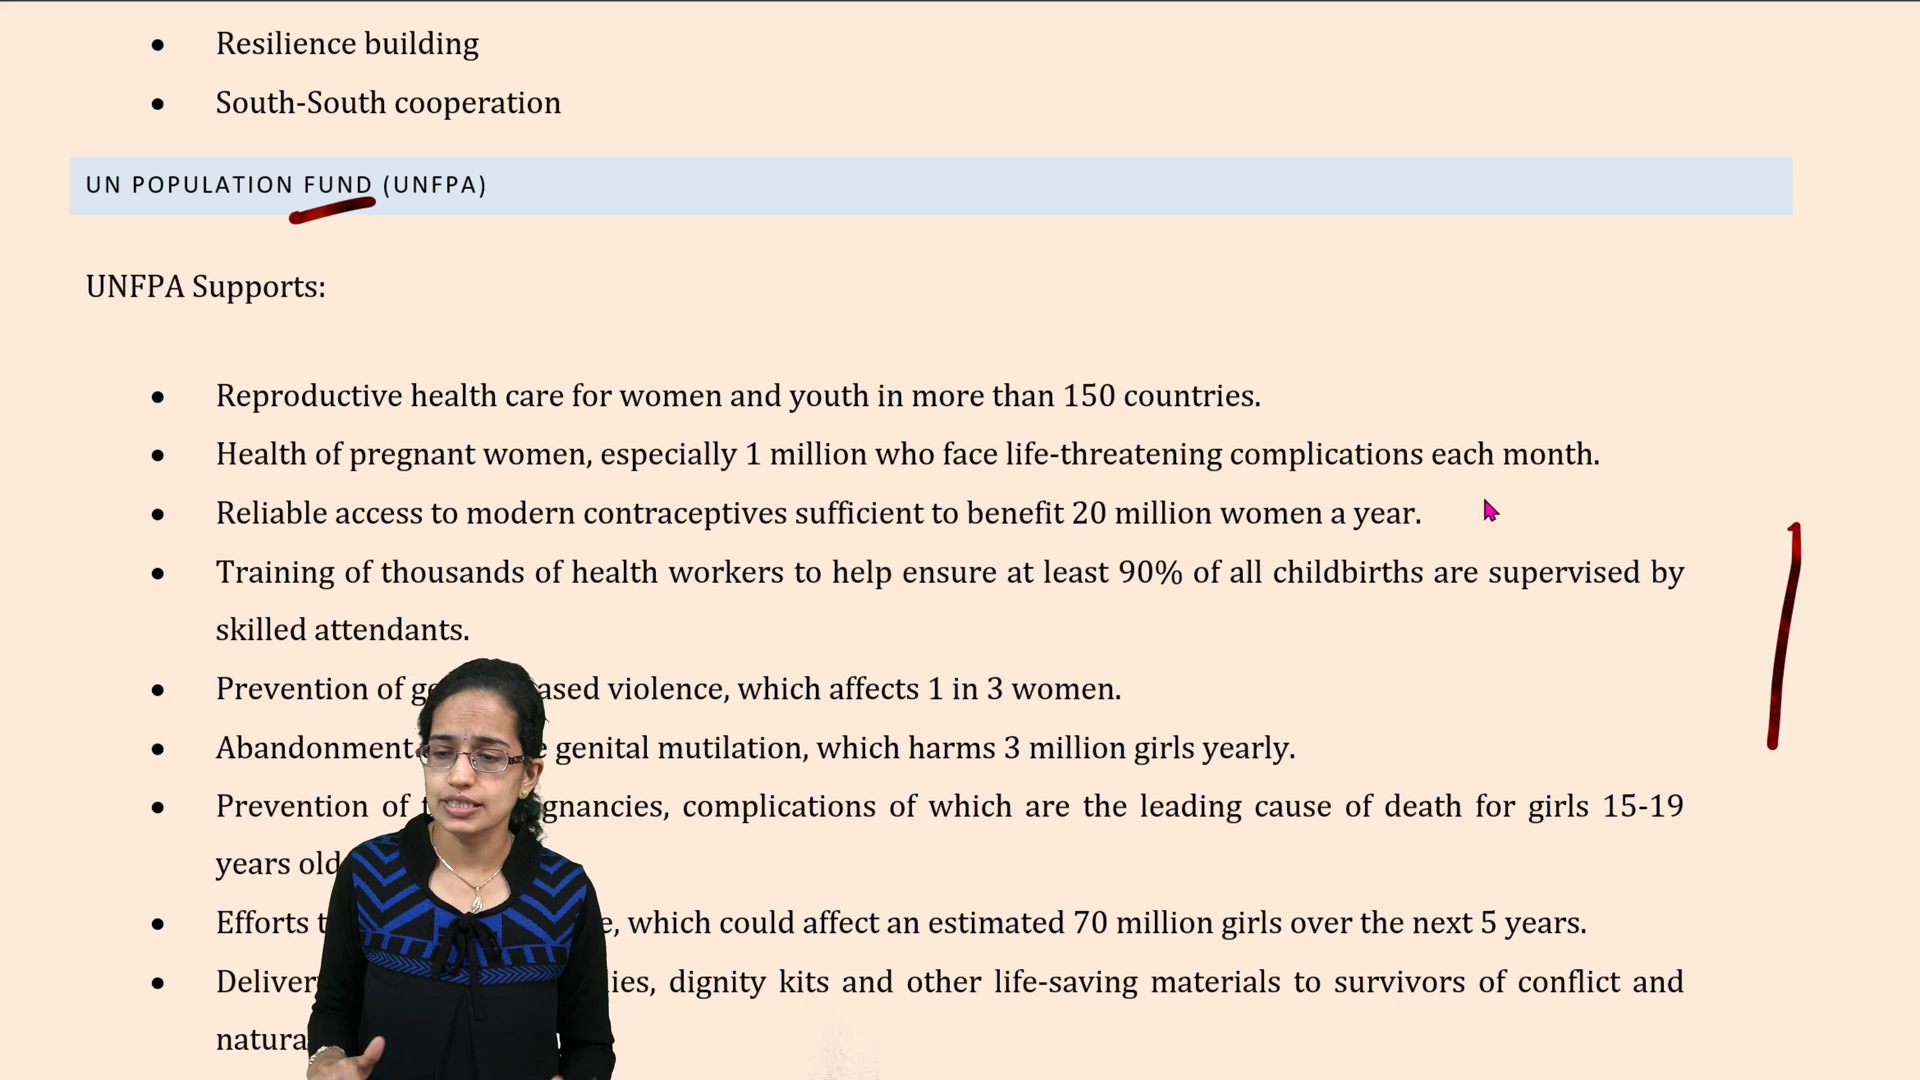 • Resilience building
• South-South cooperation
UN POPULATION FUND (UNFPA)
UNFPA Supports:
• Reproductive health care for women and youth in more than 150 countries.
• Health of pregnant women, especially 1 million who face life-threatening complications each month.
• Reliable access to modern contraceptives sufficient to benefit 20 million women a year.
• Training of thousands of health workers to help ensure at least 90% of all childbirths are supervised by
skilled attendants.
• Prevention of violence, which affects 1 in 3 women.
• Abandonment genital mutilation, which harms 3 million girls yearly.
• Prevention of complications of which are the leading cause of death for girls 15-19
years old
• Efforts which could affect an estimated 70 million girls over the next 5 years.
• dignity kits and other life-saving materials to survivors of conflict and